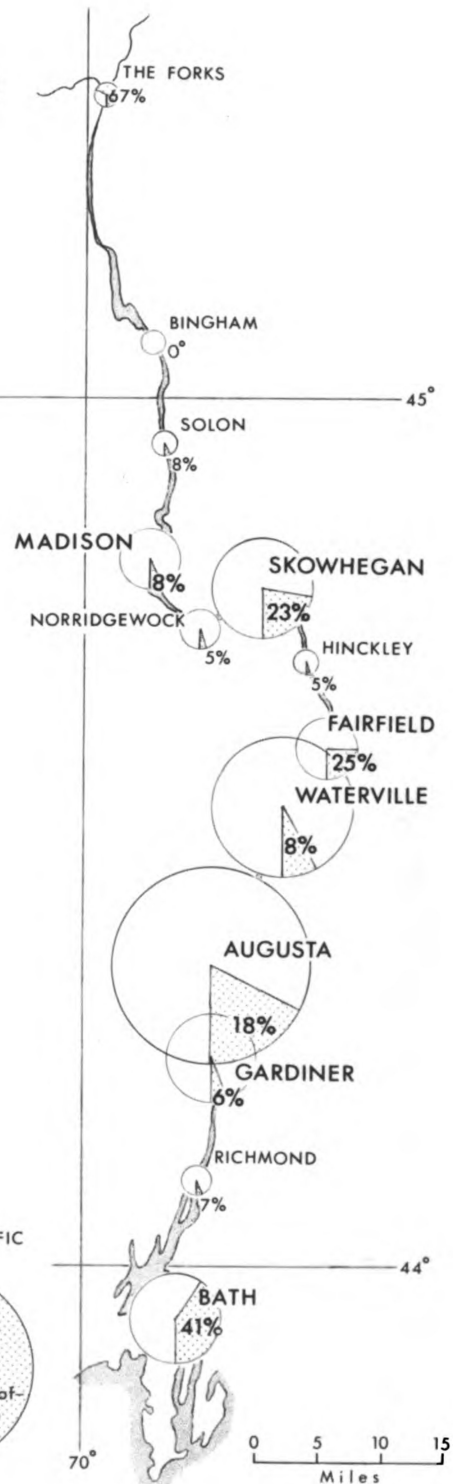 THE FORKS
67%
BINGHAM
0°
45°
SOLON
8%
MADISON
8%
SKOWHEGAN
23%
NORRIDGEWOCK
5%
HINCKLEY
5%
FAIRFIELD
25%
WATERVILLE
8%
AUGUSTA
18%
GARDINER
6%
RICHMOND
7%
FIC
44°
BATH
41%
of-
70°
0 5 10 15
Miles